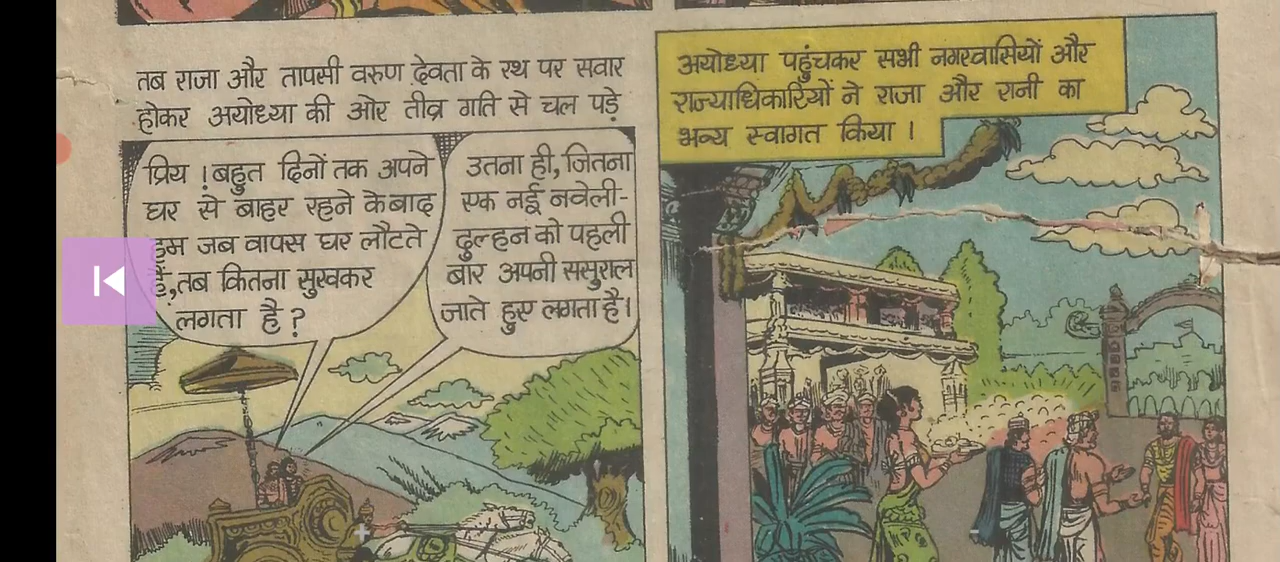 तब राजा और तापसी वरुण देवता के रथ पर सवार
होकर अयोध्या की ओर तीव्र गति से चल पड़े
प्रिय ! बहुत दिनों तक अपने
घर से बाहर रहने के बाद
हम जब वापस घर लौटते
हैं, तब कितना सुखकर
लगता है ?
उतना ही, जितना
एक नई नवेली-
दुल्हन को पहली
बार अपनी ससुराल
जाते हुए लगता है।
अयोध्या पहुंचकर सभी नगरवासियों और
राज्याधिकारियों ने राजा और रानी का
भव्य स्वागत किया ।